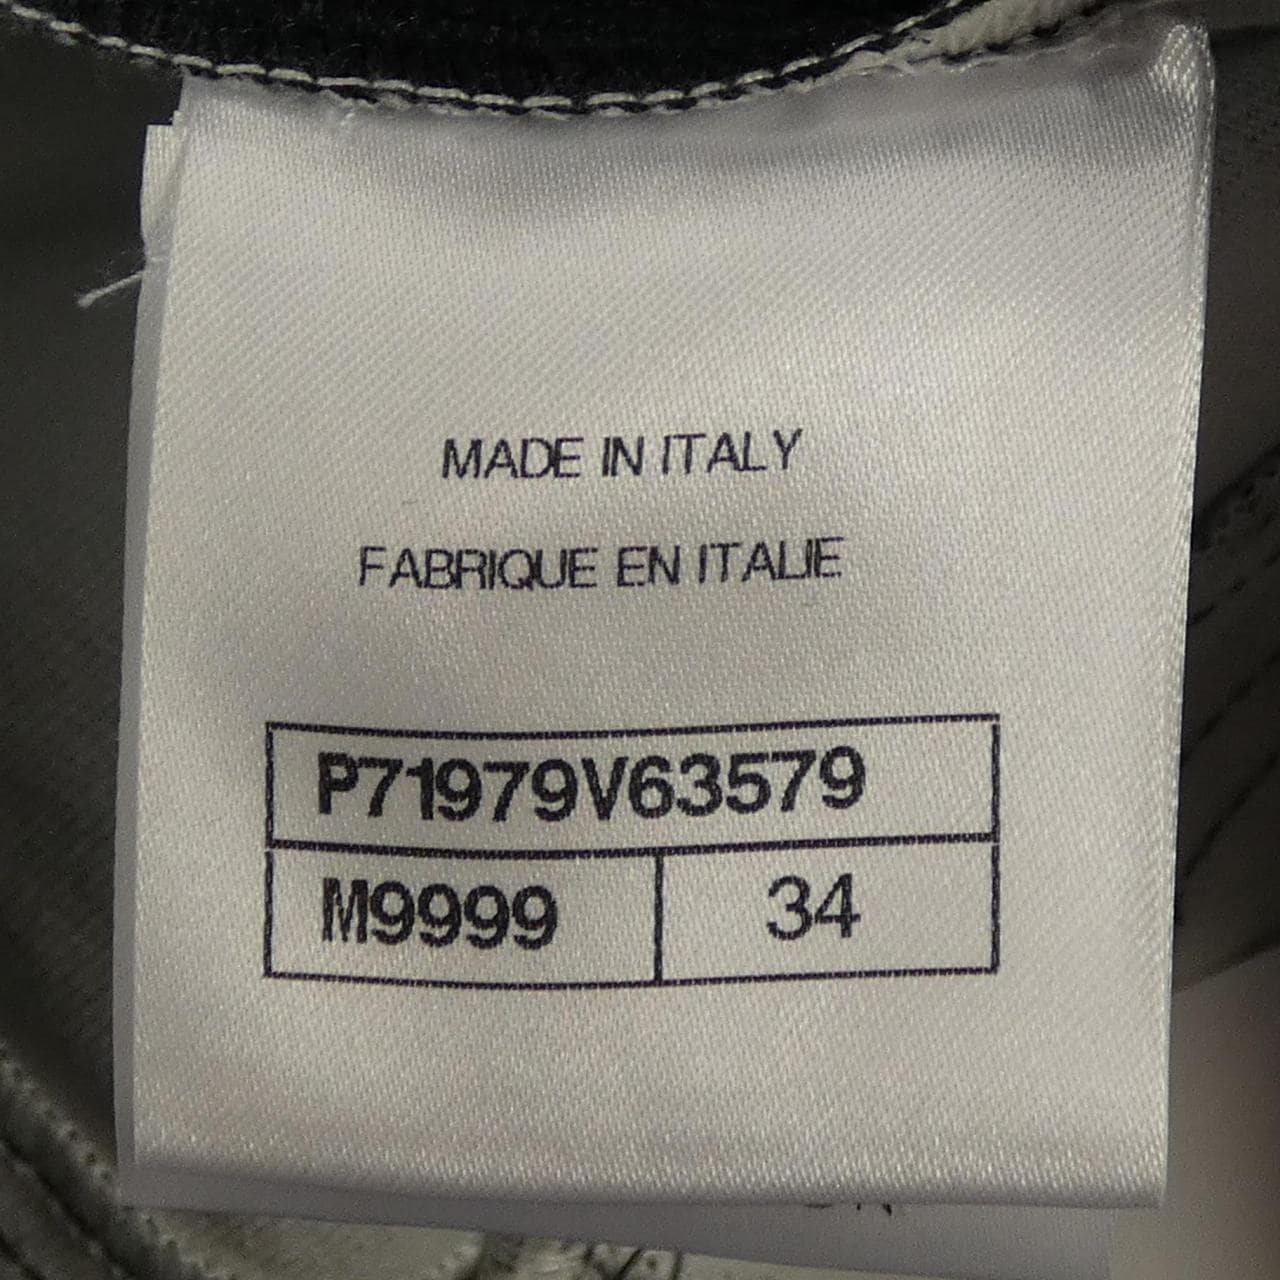 MADE IN ITALY
FABRIQUE EN ITALIE
P71979V63579
M9999 34